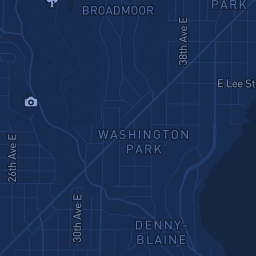 BROADMOOR
PARK
38th Ave E
E Lee St
WASHINGTON
PARK
26th Ave E
30th Ave E
DENNY-
BLAINE